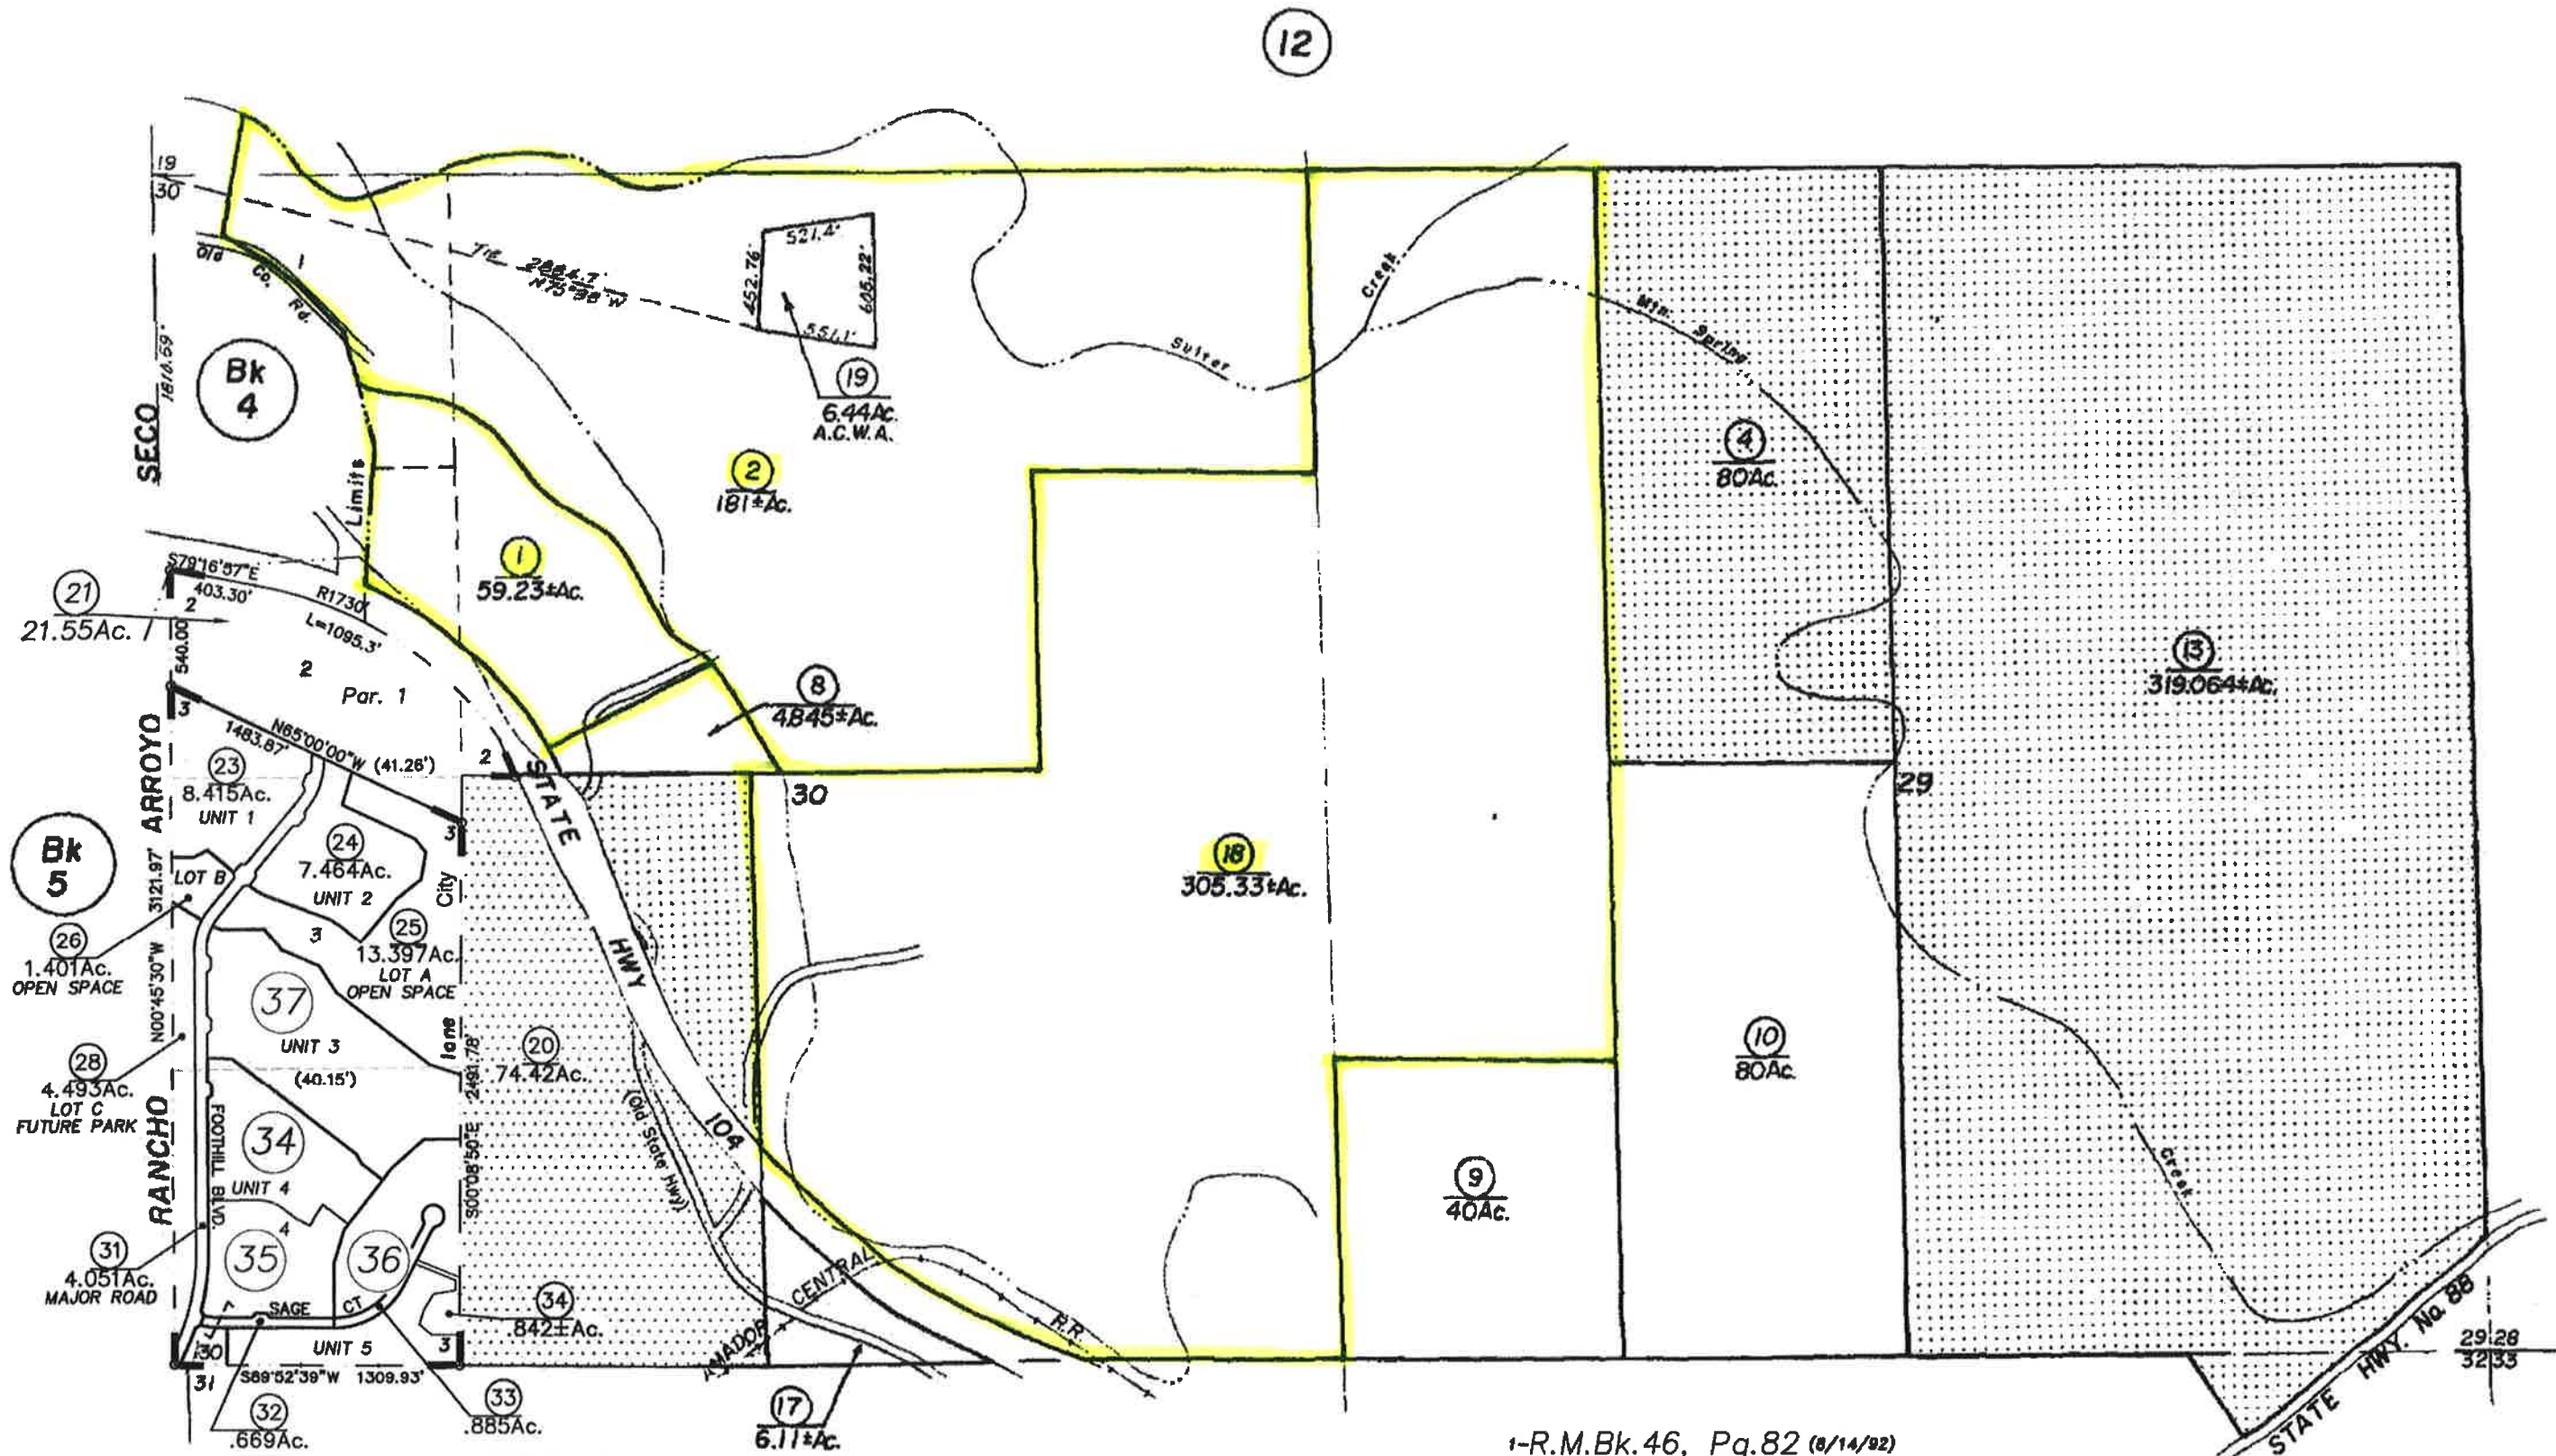 12
19
30
Old Co. Rd.
1
Tie 2884.7'
N75°38'W
521.4'
452.76'
605.22'
551.1'
19
6.44Ac.
A.C.W.A.
Creek
Sutter
Mtn. Spring
Bk
4
1810.69'
SECO
Limits
2
181±Ac.
4
80Ac.
1
59.23±Ac.
S79°16'57"E
403.30'
R1730'
L=1095.3'
21
21.55Ac.
2
540.00
2
Par. 1
3
8
4.845±Ac.
13
319.064±Ac.
N65°00'00"W (41.26')
1483.87'
2
30
29
ARROYO
23
8.415Ac.
UNIT 1
3
STATE HWY 104
Bk
5
24
7.464Ac.
UNIT 2
LOT B
3121.97'
City
18
305.33±Ac.
3
25
13.397Ac.
LOT A
OPEN SPACE
26
1.401Ac.
OPEN SPACE
N00°45'30"W
37
UNIT 3
(40.15')
Ione
2491.78'
20
74.42Ac.
10
80Ac.
28
4.493Ac.
LOT C
FUTURE PARK
RANCHO
FOOTHILL BLVD.
34
UNIT 4
4
S00°08'50"E
(Old State Hwy)
9
40Ac.
Creek
31
4.051Ac.
MAJOR ROAD
35
36
SAGE CT
34
.842±Ac.
AMADOR CENTRAL R.R.
30
31
UNIT 5
3
S89°52'39"W 1309.93'
32
.669Ac.
33
.885Ac.
17
6.11±Ac.
STATE HWY. No. 88
29 28
32 33
1-R.M.Bk.46, Pg.82 (8/14/92)